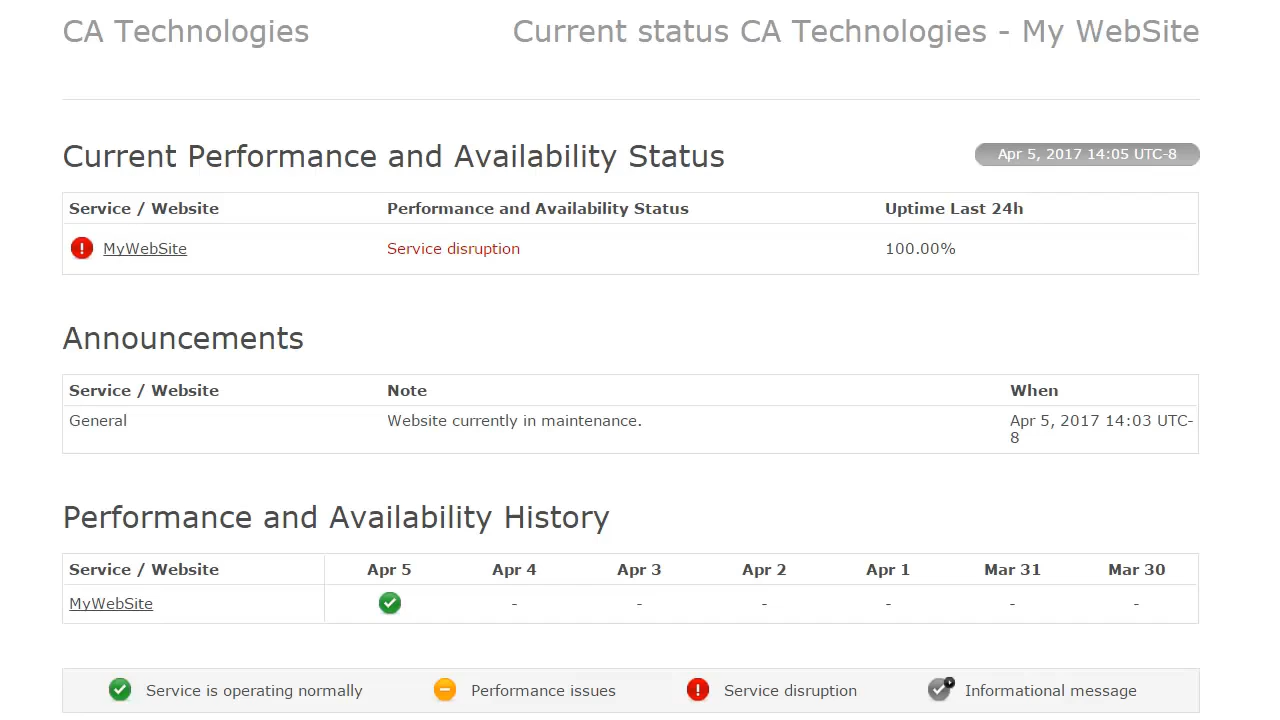 CA Technologies
Current status CA Technologies - My WebSite
Current Performance and Availability Status
Apr 5, 2017 14:05 UTC-8
Service / Website Performance and Availability Status Uptime Last 24h
MyWebSite Service disruption 100.00%
Announcements
Service / Website Note When
General Website currently in maintenance. Apr 5, 2017 14:03 UTC-
8
Performance and Availability History
Service / Website Apr 5 Apr 4 Apr 3 Apr 2 Apr 1 Mar 31 Mar 30
MyWebSite - - - - - -
Service is operating normally Performance issues Service disruption Informational message